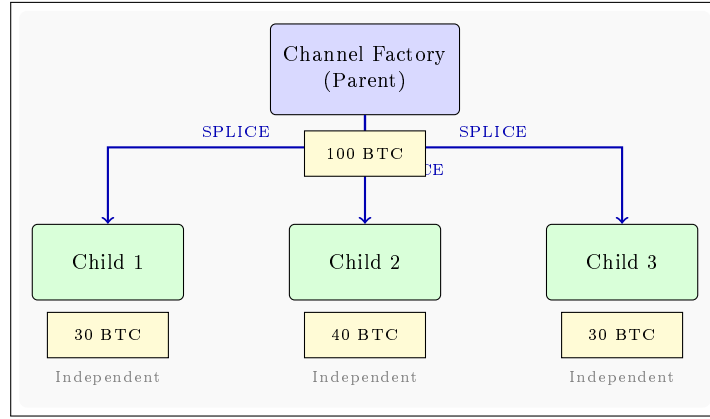 Channel Factory
(Parent)
SPLICE
SPLICE
100 BTC
CE
Child 1
Child 2
Child 3
30 BTC
40 BTC
30 BTC
Independent
Independent
Independent